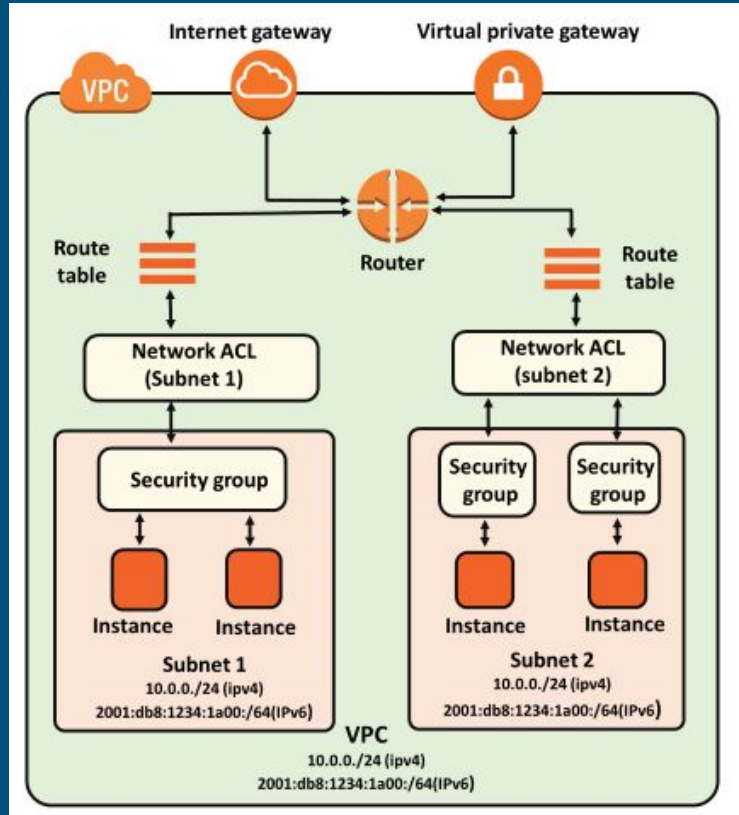 Internet gateway
Virtual private gateway
VPC
Route
table
Router
Route
table
Network ACL
(Subnet 1)
Network ACL
(subnet 2)
Security group
Security
group
Security
group
Instance
Instance
Instance
Instance
Subnet 1
10.0.0./24 (ipv4)
2001:db8:1234:1a00:/64(IPv6)
Subnet 2
10.0.0./24 (ipv4)
2001:db8:1234:1a00:/64(IPv6)
VPC
10.0.0./24 (ipv4)
2001:db8:1234:1a00:/64(IPv6)